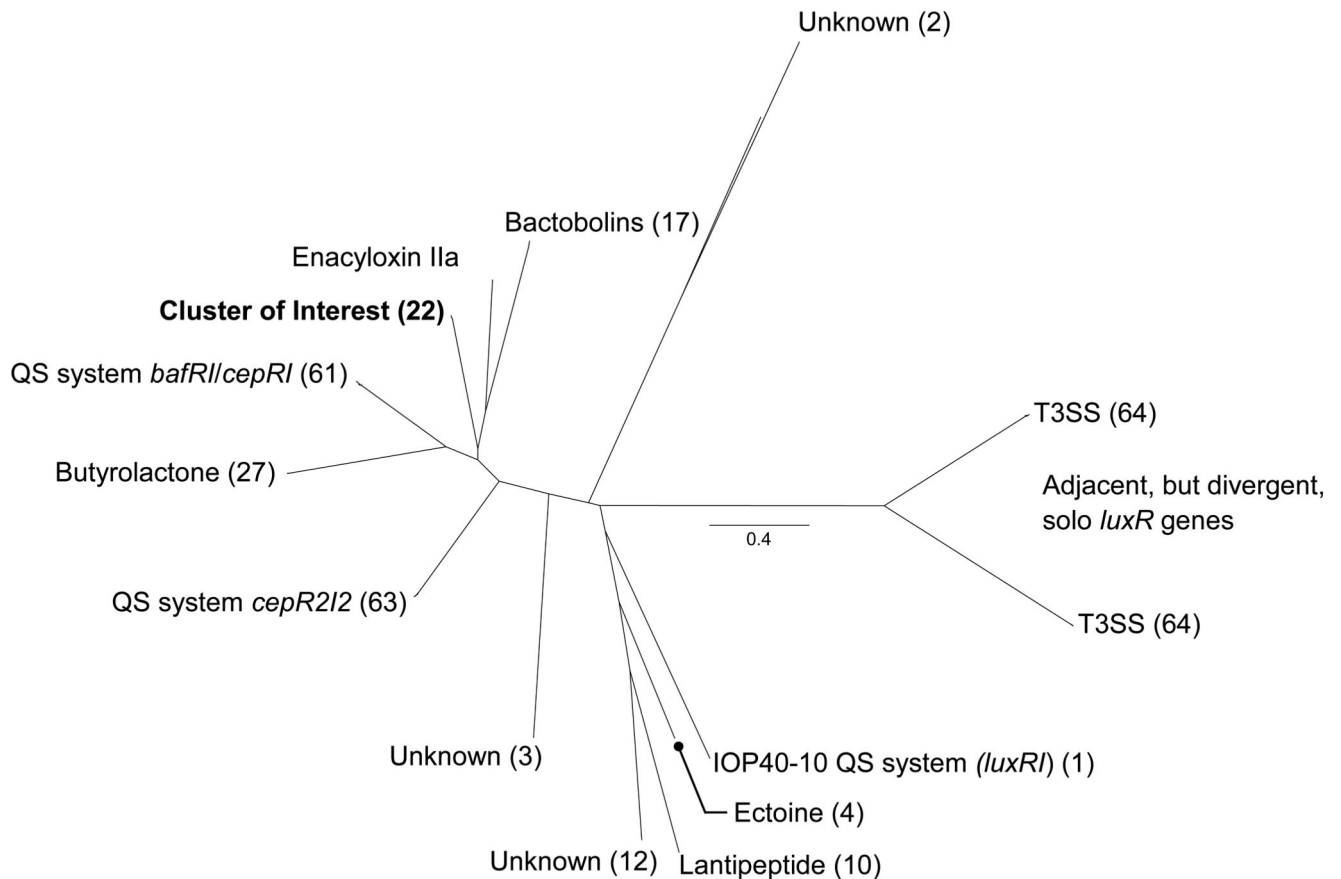 Unknown (2)
Bactobolins (17)
Enacyloxin IIa
Cluster of Interest (22)
QS system bafRI/cepRI (61)
T3SS (64)
Butyrolactone (27)
Adjacent, but divergent,
solo luxR genes
0.4
QS system cepR2I2 (63)
T3SS (64)
Unknown (3)
IOP40-10 QS system (luxRI) (1)
Ectoine (4)
Unknown (12)
Lantipeptide (10)